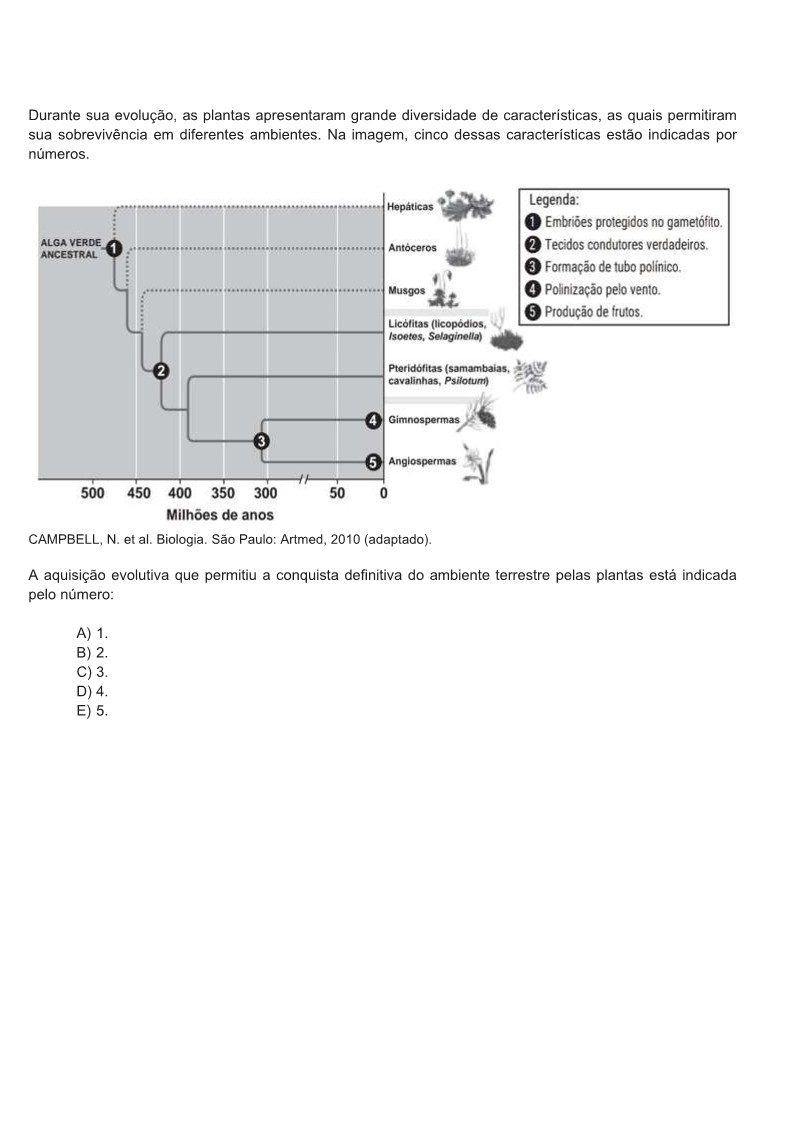 Durante sua evolução, as plantas apresentaram grande diversidade de características, as quais permitiram
sua sobrevivência em diferentes ambientes. Na imagem, cinco dessas características estão indicadas por
números.
ALGA VERDE
ANCESTRAL
1
2
3
4
5
Hepáticas
Antóceros
Musgos
Licófitas (licopódios,
Isoetes, Selaginella)
Pteridófitas (samambaias,
cavalinhas, Psilotum)
Gimnospermas
Angiospermas
500 450 400 350 300 50 0
Milhões de anos
Legenda:
1 Embriões protegidos no gametófito.
2 Tecidos condutores verdadeiros.
3 Formação de tubo polínico.
4 Polinização pelo vento.
5 Produção de frutos.
CAMPBELL, N. et al. Biologia. São Paulo: Artmed, 2010 (adaptado).
A aquisição evolutiva que permitiu a conquista definitiva do ambiente terrestre pelas plantas está indicada
pelo número:
A) 1.
B) 2.
C) 3.
D) 4.
E) 5.